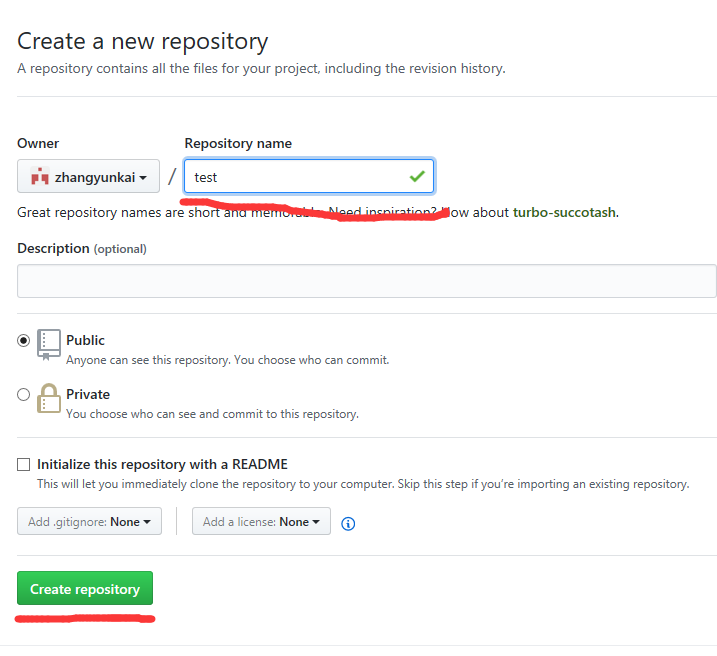 Create a new repository
A repository contains all the files for your project, including the revision history.
Owner Repository name
zhangyunkai / test
Great repository names are short and memorable. Need inspiration? How about turbo-succotash.
Description (optional)
Public
Anyone can see this repository. You choose who can commit.
Private
You choose who can see and commit to this repository.
Initialize this repository with a README
This will let you immediately clone the repository to your computer. Skip this step if you’re importing an existing repository.
Add .gitignore: None Add a license: None
Create repository